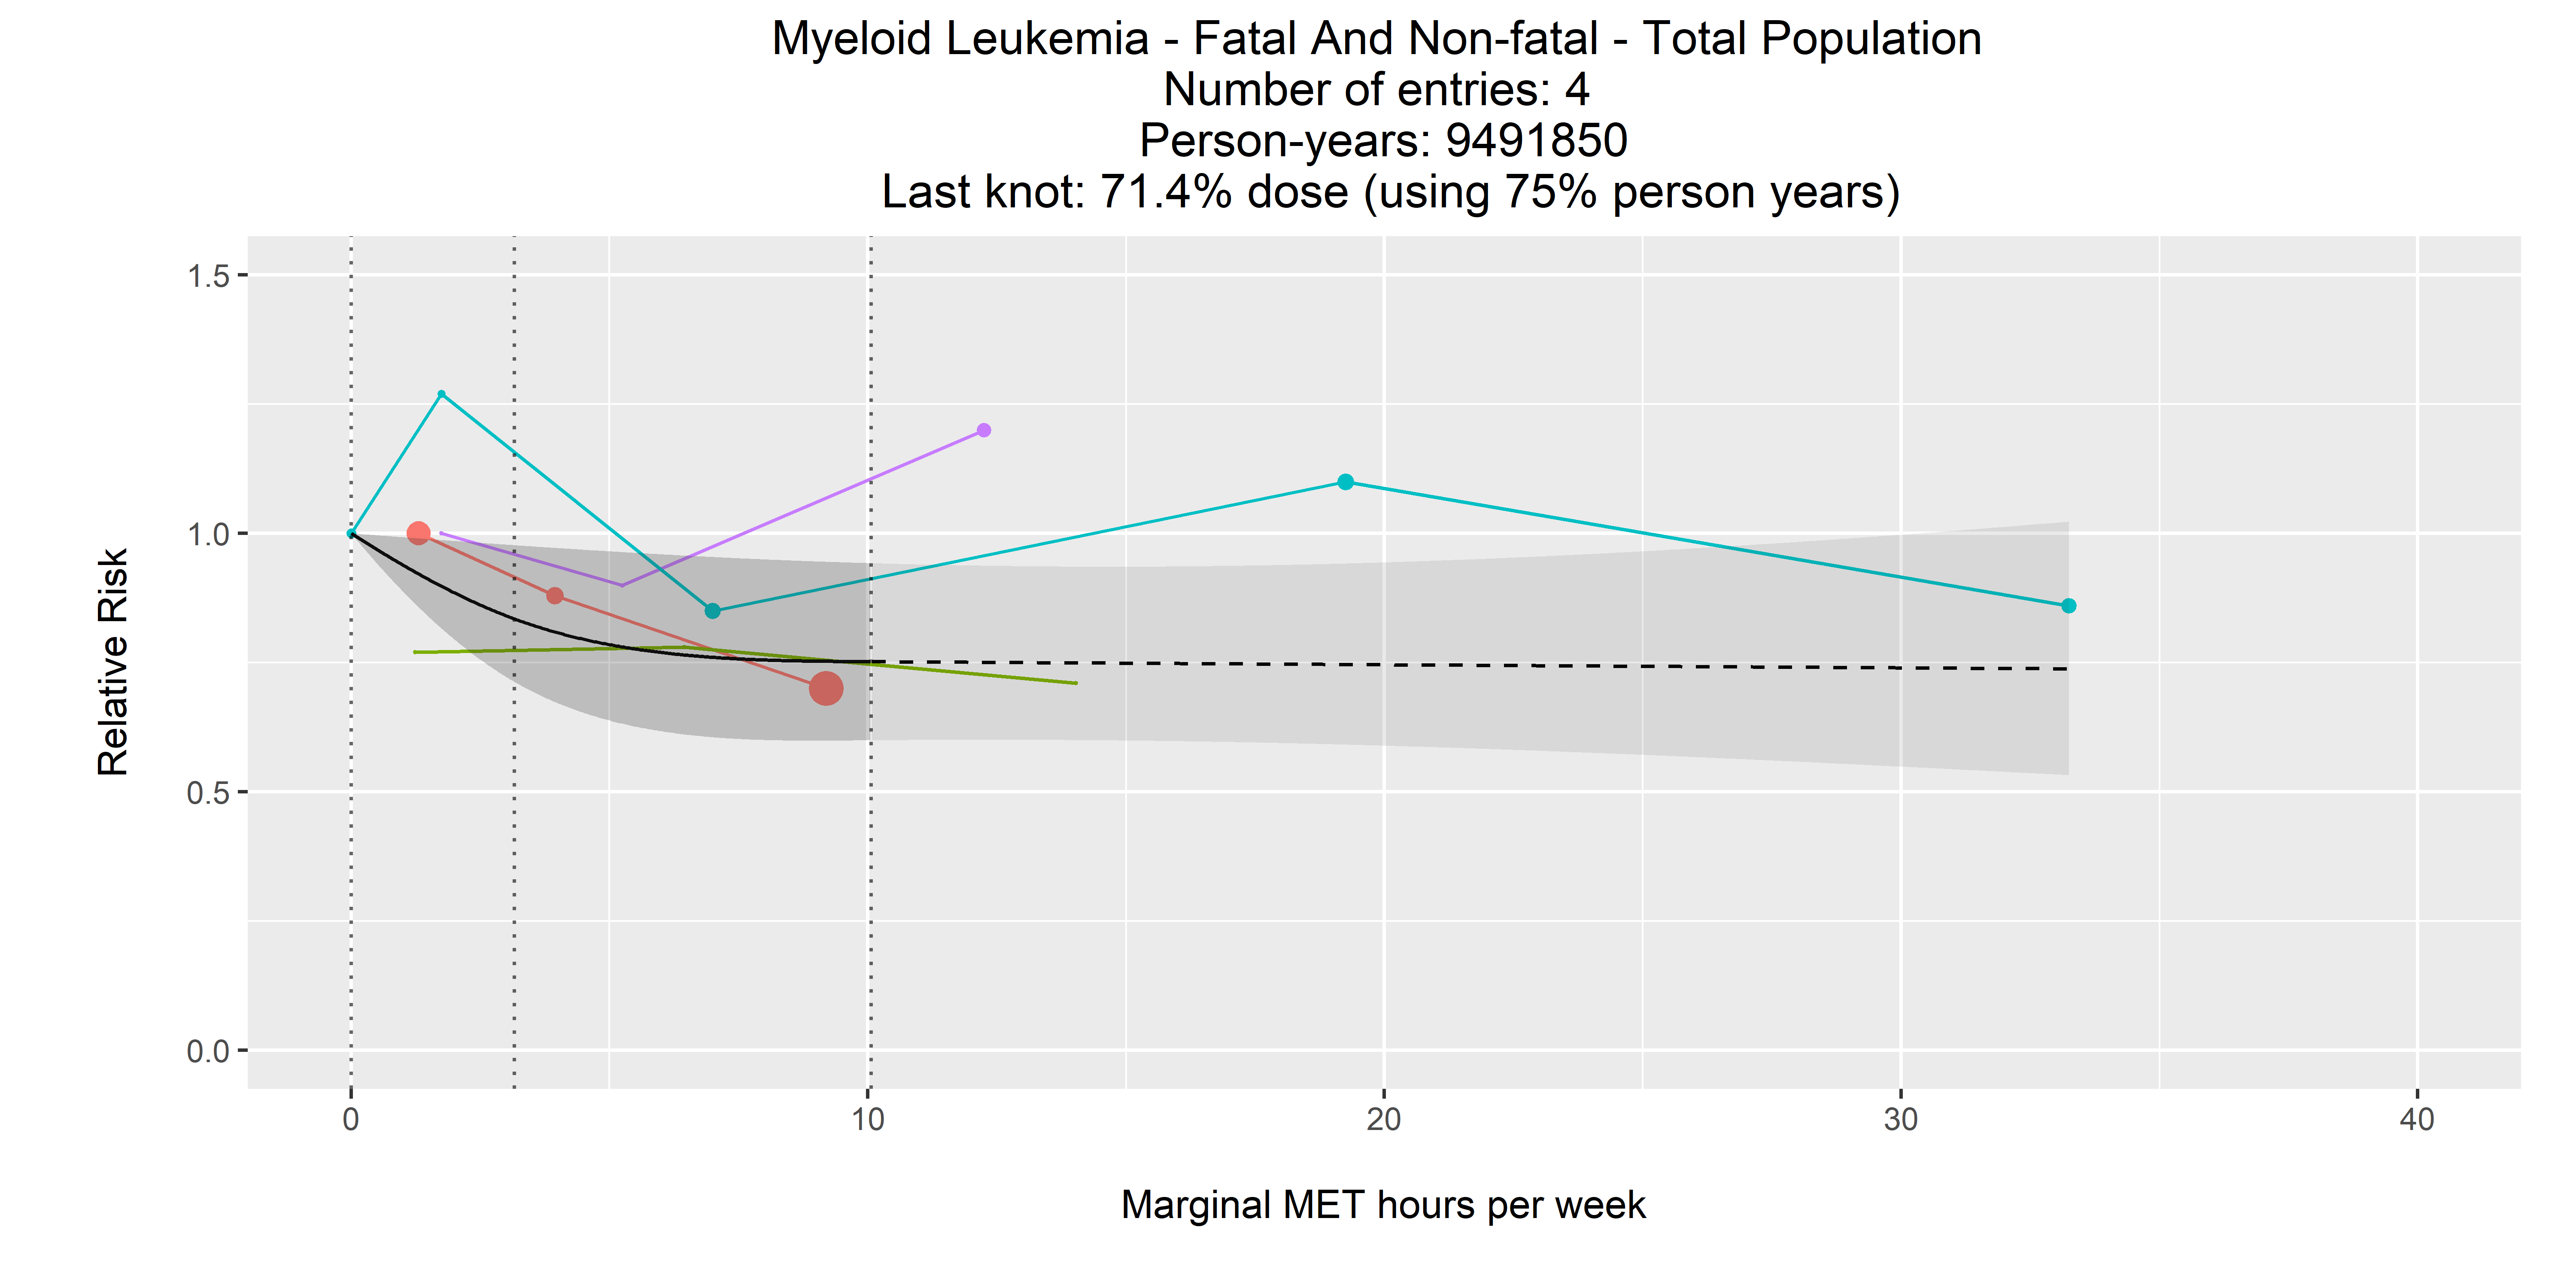 Myeloid Leukemia - Fatal And Non-fatal - Total Population
Number of entries: 4
Person-years: 9491850
Last knot: 71.4% dose (using 75% person years)
1.5
1.0
0.5
0.0
Relative Risk
0 10 20 30 40
Marginal MET hours per week